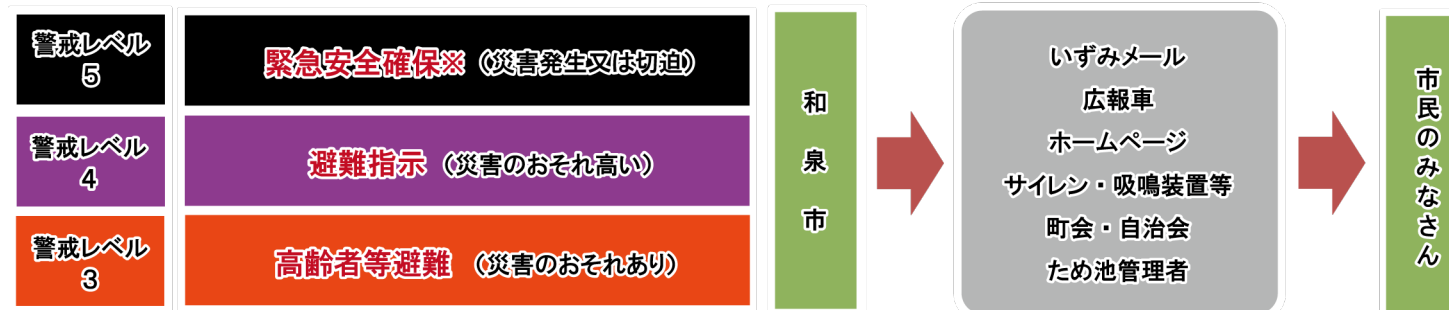 警戒レベル
5
緊急安全確保※（災害発生又は切迫）
警戒レベル
4
避難指示（災害のおそれ高い）
警戒レベル
3
高齢者等避難（災害のおそれあり）
和泉市
いずみメール
広報車
ホームページ
サイレン・吸鳴装置等
町会・自治会
ため池管理者
市民のみなさん